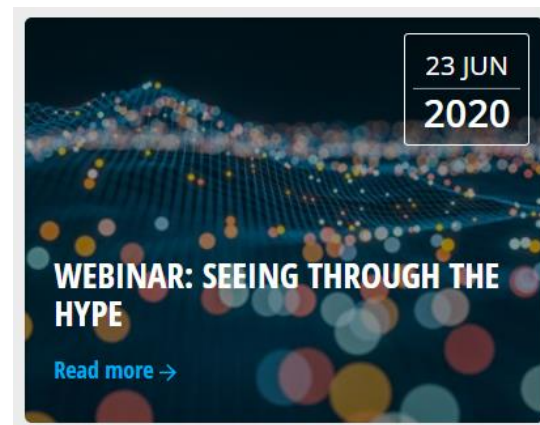 23 JUN
2020
WEBINAR: SEEING THROUGH THE
HYPE
Read more →